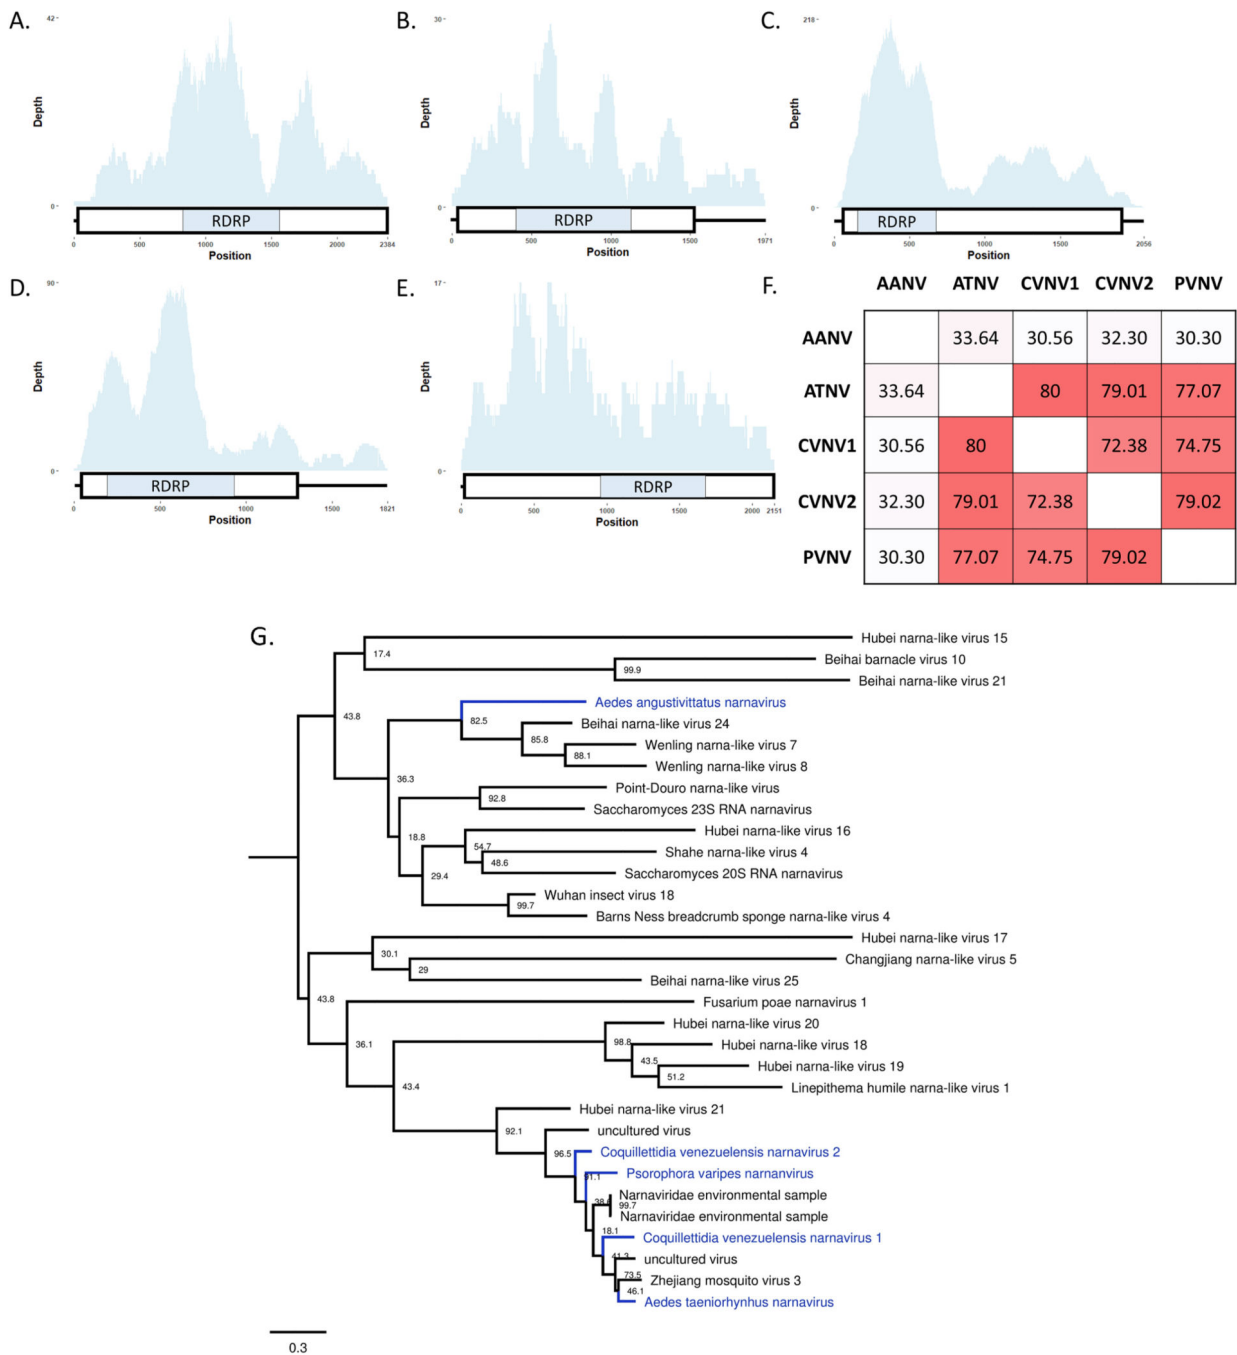 A.
42
Depth
0
RDRP
0 500 1000 1500 2000 2384
Position
B.
30
Depth
0
RDRP
0 500 1000 1500 1971
Position
C.
218
Depth
0
RDRP
0 500 1000 1500 2056
Position
D.
90
Depth
0
RDRP
0 500 1000 1500 1821
Position
E.
17
Depth
0
RDRP
0 500 1000 1500 2000 2151
Position
F.
AANV ATNV CVNV1 CVNV2 PVNV
AANV 33.64 30.56 32.30 30.30
ATNV 33.64 80 79.01 77.07
CVNV1 30.56 80 72.38 74.75
CVNV2 32.30 79.01 72.38 79.02
PVNV 30.30 77.07 74.75 79.02
G.
Hubei narna-like virus 15
17.4
Beihai barnacle virus 10
99.9
Beihai narna-like virus 21
43.8
Aedes angustivittatus narnavirus
82.5
Beihai narna-like virus 24
85.8
Wenling narna-like virus 7
88.1
Wenling narna-like virus 8
36.3
Point-Douro narna-like virus
92.8
Saccharomyces 23S RNA narnavirus
18.8
Hubei narna-like virus 16
54.7
Shahe narna-like virus 4
48.6
Saccharomyces 20S RNA narnavirus
29.4
Wuhan insect virus 18
99.7
Barns Ness breadcrumb sponge narna-like virus 4
Hubei narna-like virus 17
30.1
Changjiang narna-like virus 5
29
Beihai narna-like virus 25
43.8
Fusarium poae narnavirus 1
36.1
Hubei narna-like virus 20
98.8
Hubei narna-like virus 18
43.5
Hubei narna-like virus 19
51.2
Linepithema humile narna-like virus 1
43.4
Hubei narna-like virus 21
92.1
uncultured virus
96.5
Coquillettidia venezuelensis narnavirus 2
91.1
Psorophora varipes narnanvirus
Narnaviridae environmental sample
99.7
Narnaviridae environmental sample
18.1
Coquillettidia venezuelensis narnavirus 1
41.3
uncultured virus
73.5
Zhejiang mosquito virus 3
46.1
Aedes taeniorhynhus narnavirus
0.3